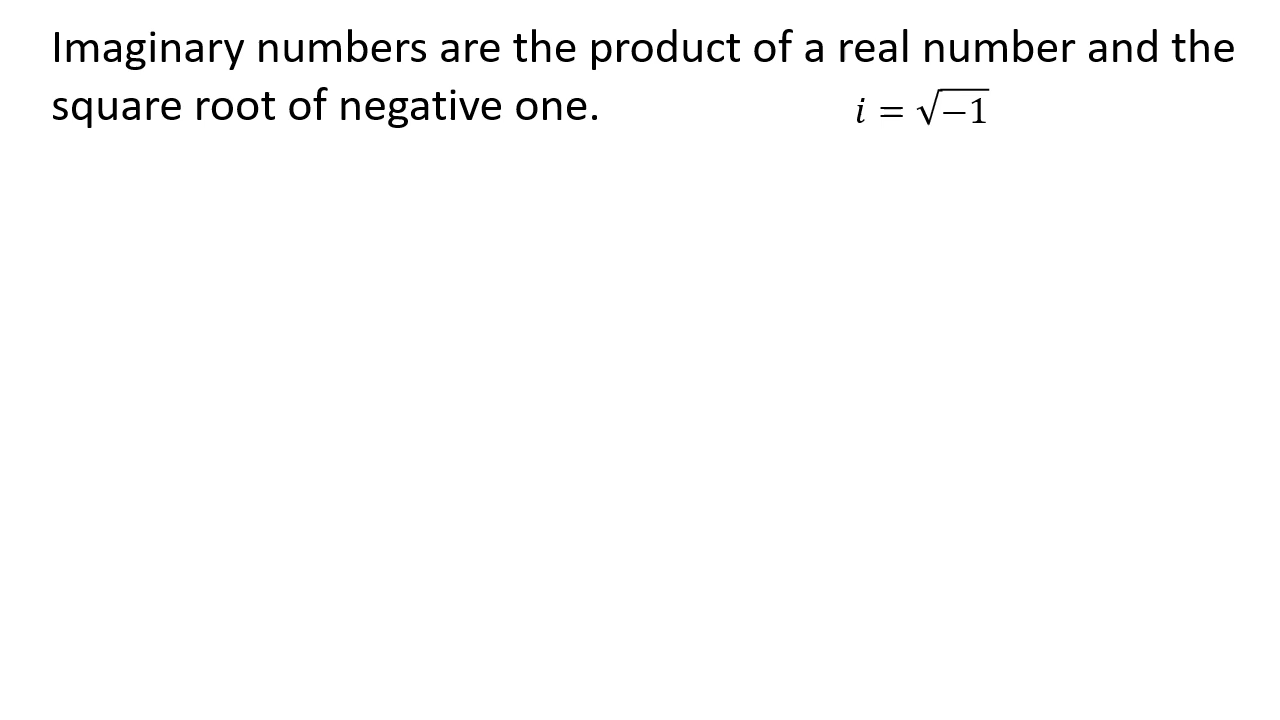 Imaginary numbers are the product of a real number and the
square root of negative one. i = √−1